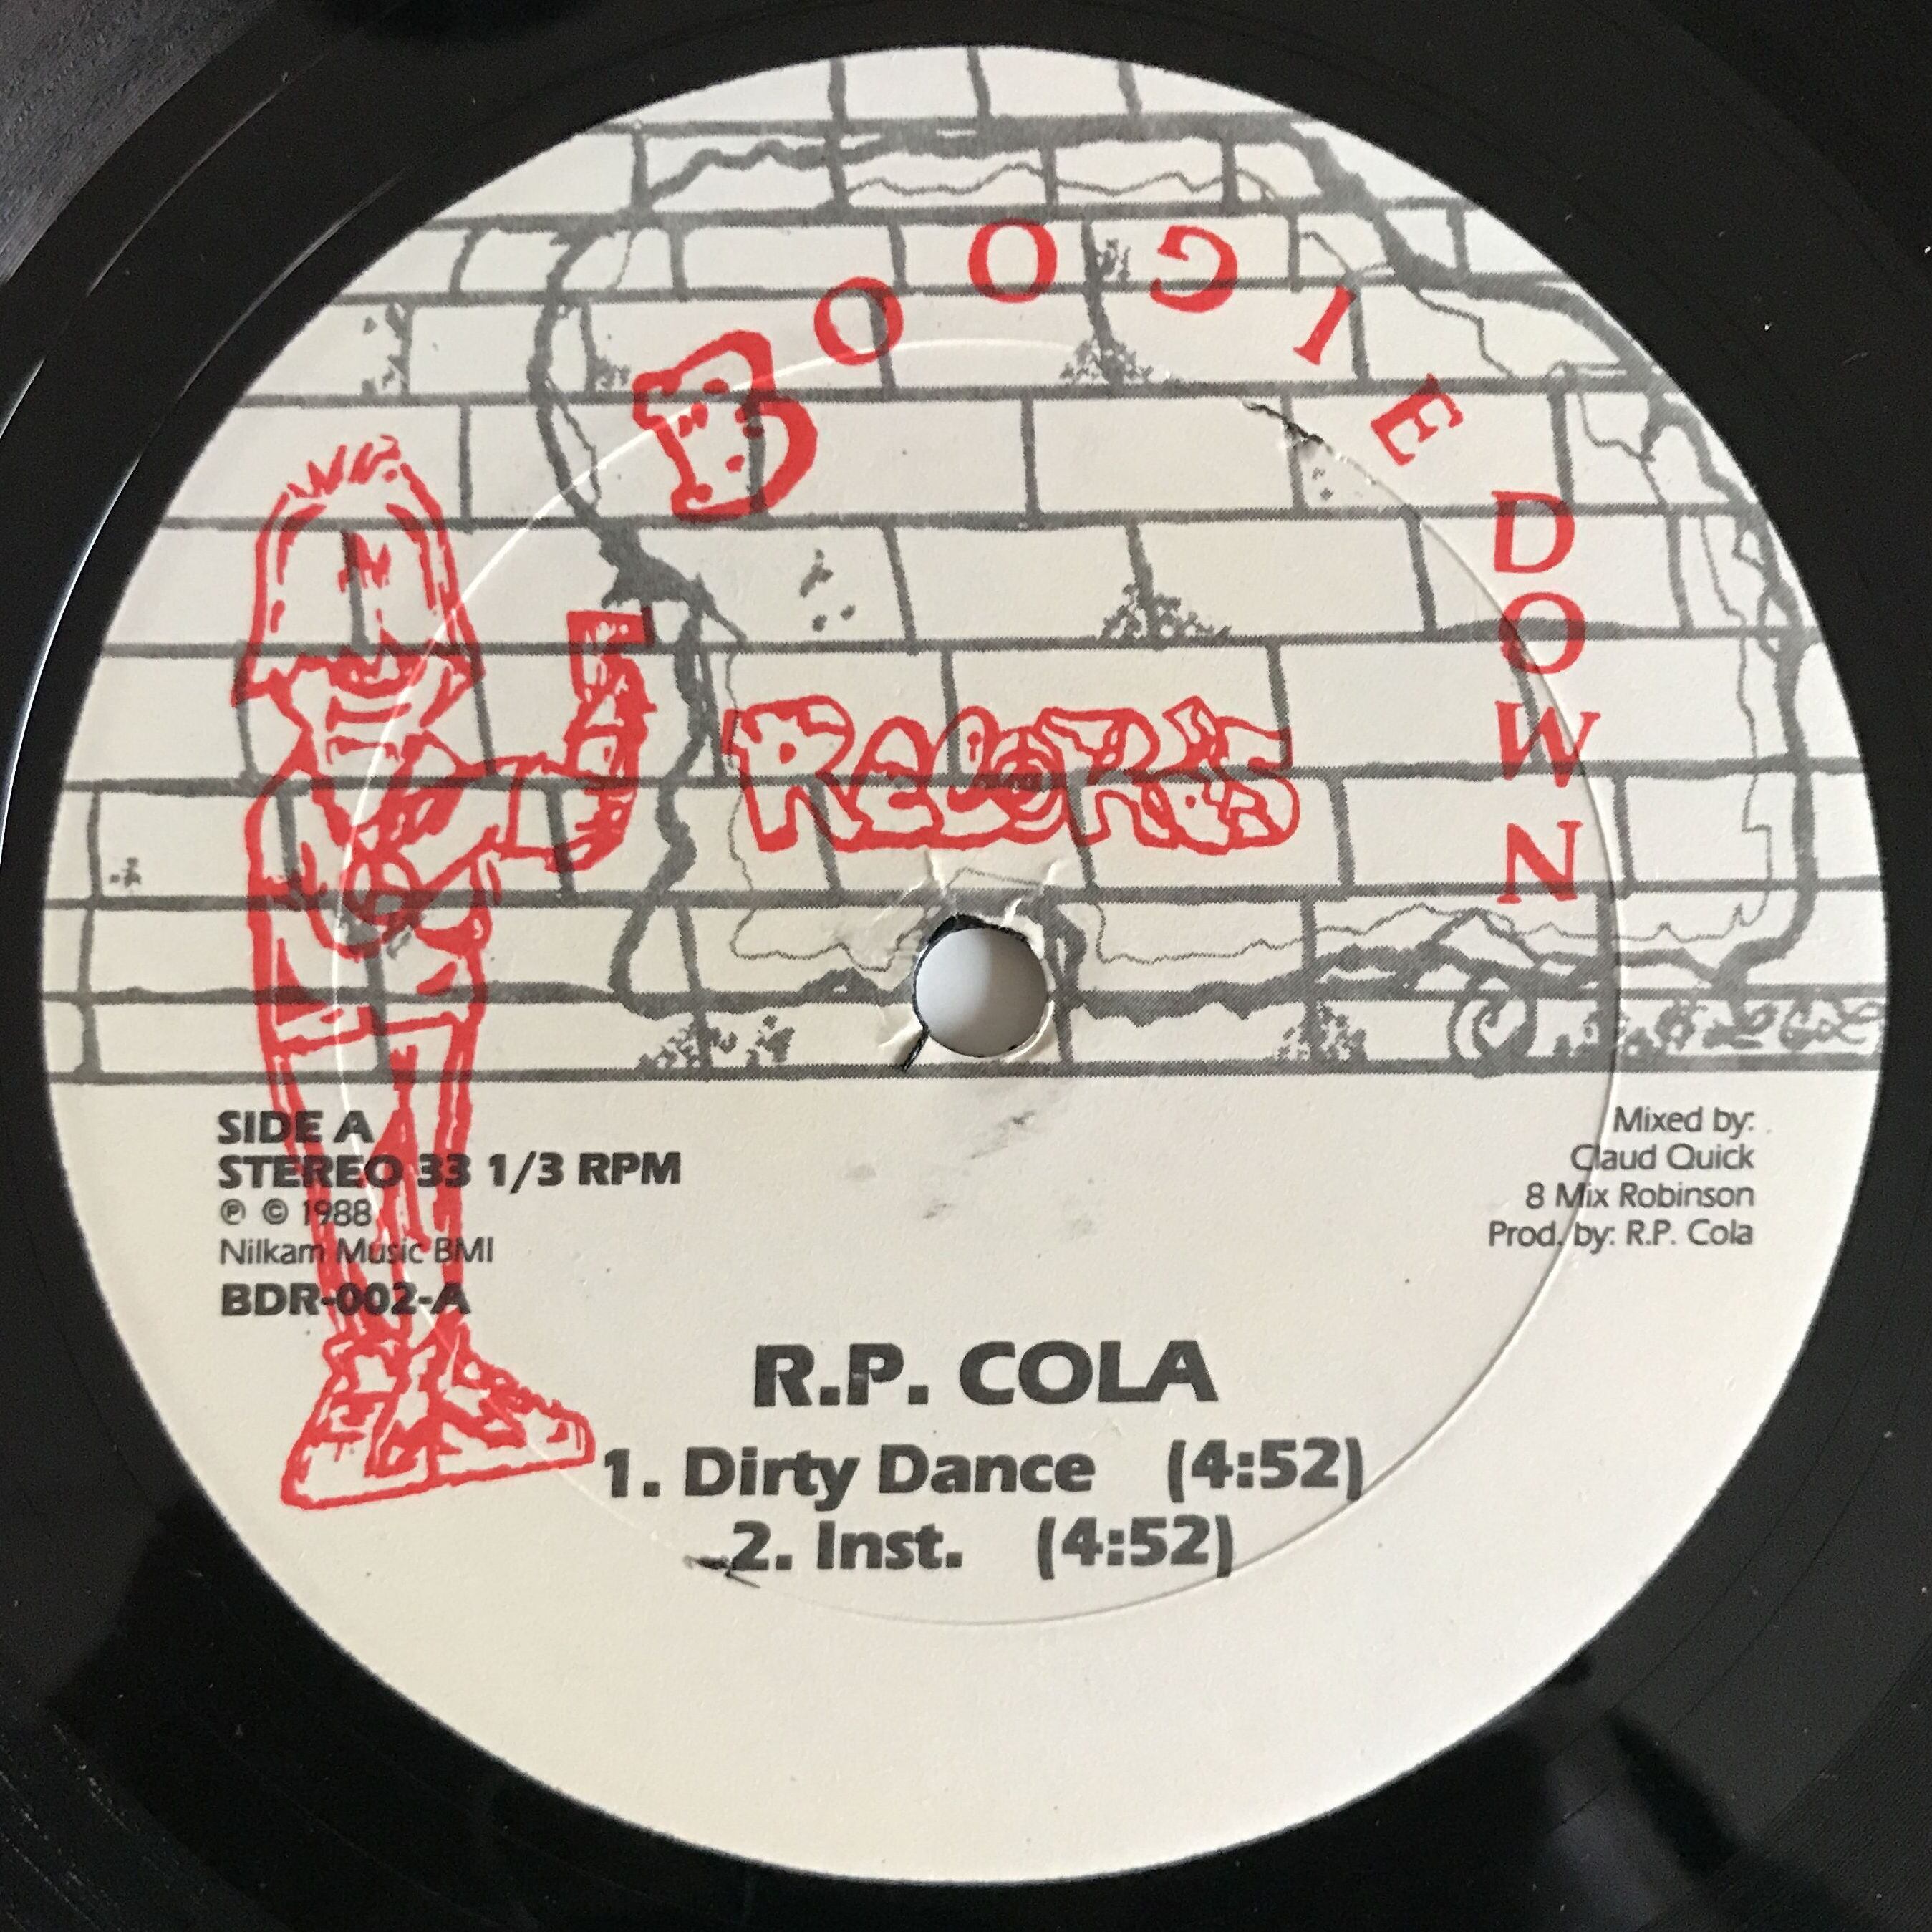 BOOGIE
DOWN
RECORDS
SIDE A
STEREO 33 1/3 RPM
℗ © 1988
Nilkam Music BMI
BDR-002-A
Mixed by:
Claud Quick
8 Mix Robinson
Prod. by: R.P. Cola
R.P. COLA
1. Dirty Dance (4:52)
2. Inst. (4:52)